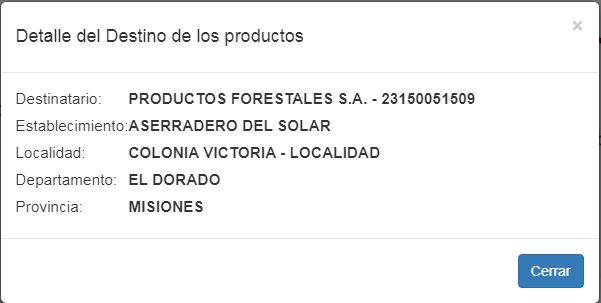 Detalle del Destino de los productos
×
Destinatario: PRODUCTOS FORESTALES S.A. - 23150051509
Establecimiento: ASERRADERO DEL SOLAR
Localidad: COLONIA VICTORIA - LOCALIDAD
Departamento: EL DORADO
Provincia: MISIONES
Cerrar